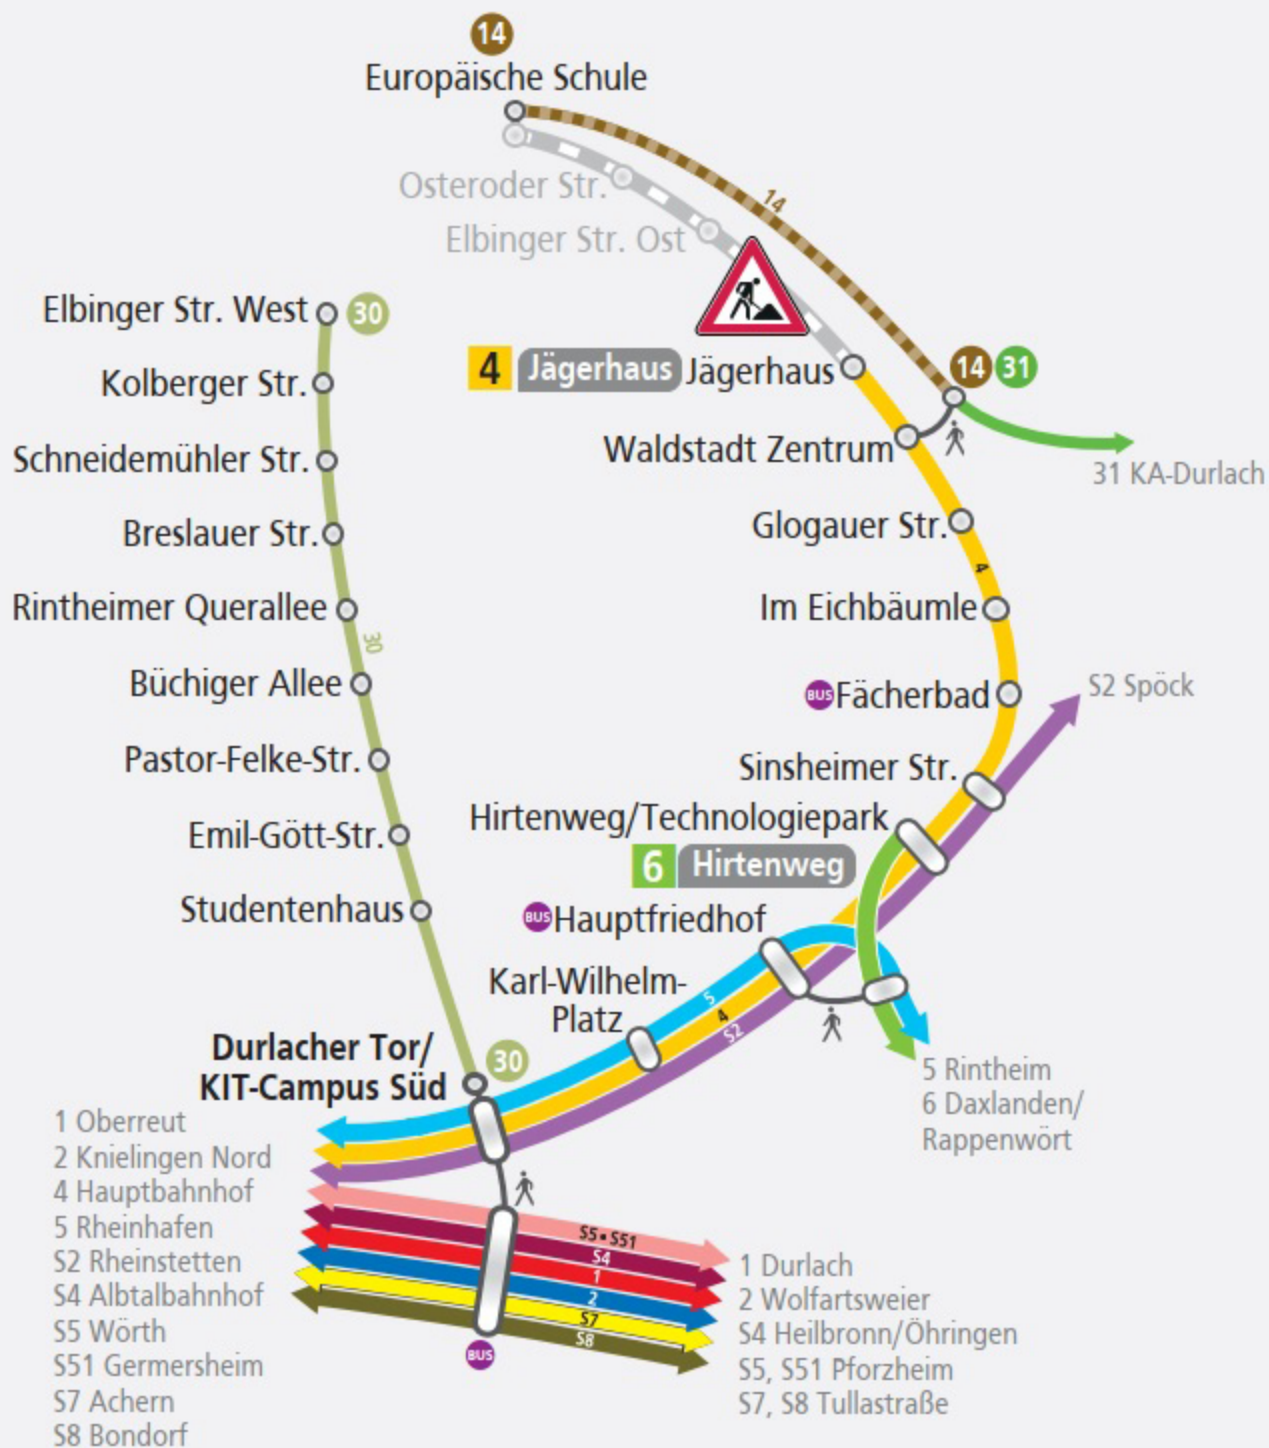 14
Europäische Schule
Osteroder Str.
14
Elbinger Str. Ost
Elbinger Str. West 30
Kolberger Str.
4 Jägerhaus Jägerhaus
14 31
Waldstadt Zentrum
Schneidemühler Str.
31 KA-Durlach
Breslauer Str.
Glogauer Str.
4
Rintheimer Querallee
Im Eichbäumle
30
Büchiger Allee
BUS Fächerbad
S2 Spöck
Pastor-Felke-Str.
Sinsheimer Str.
Hirtenweg/Technologiepark
Emil-Gött-Str.
6 Hirtenweg
Studentenhaus
BUS Hauptfriedhof
Karl-Wilhelm-
Platz
5
4
S2
Durlacher Tor/
KIT-Campus Süd
30
5 Rintheim
6 Daxlanden/
Rappenwört
1 Oberreut
2 Knielingen Nord
4 Hauptbahnhof
5 Rheinhafen
S2 Rheinstetten
S4 Albtalbahnhof
S5 Wörth
S51 Germersheim
S7 Achern
S8 Bondorf
S5•S51
S4
1
2
S7
S8
BUS
1 Durlach
2 Wolfartsweier
S4 Heilbronn/Öhringen
S5, S51 Pforzheim
S7, S8 Tullastraße